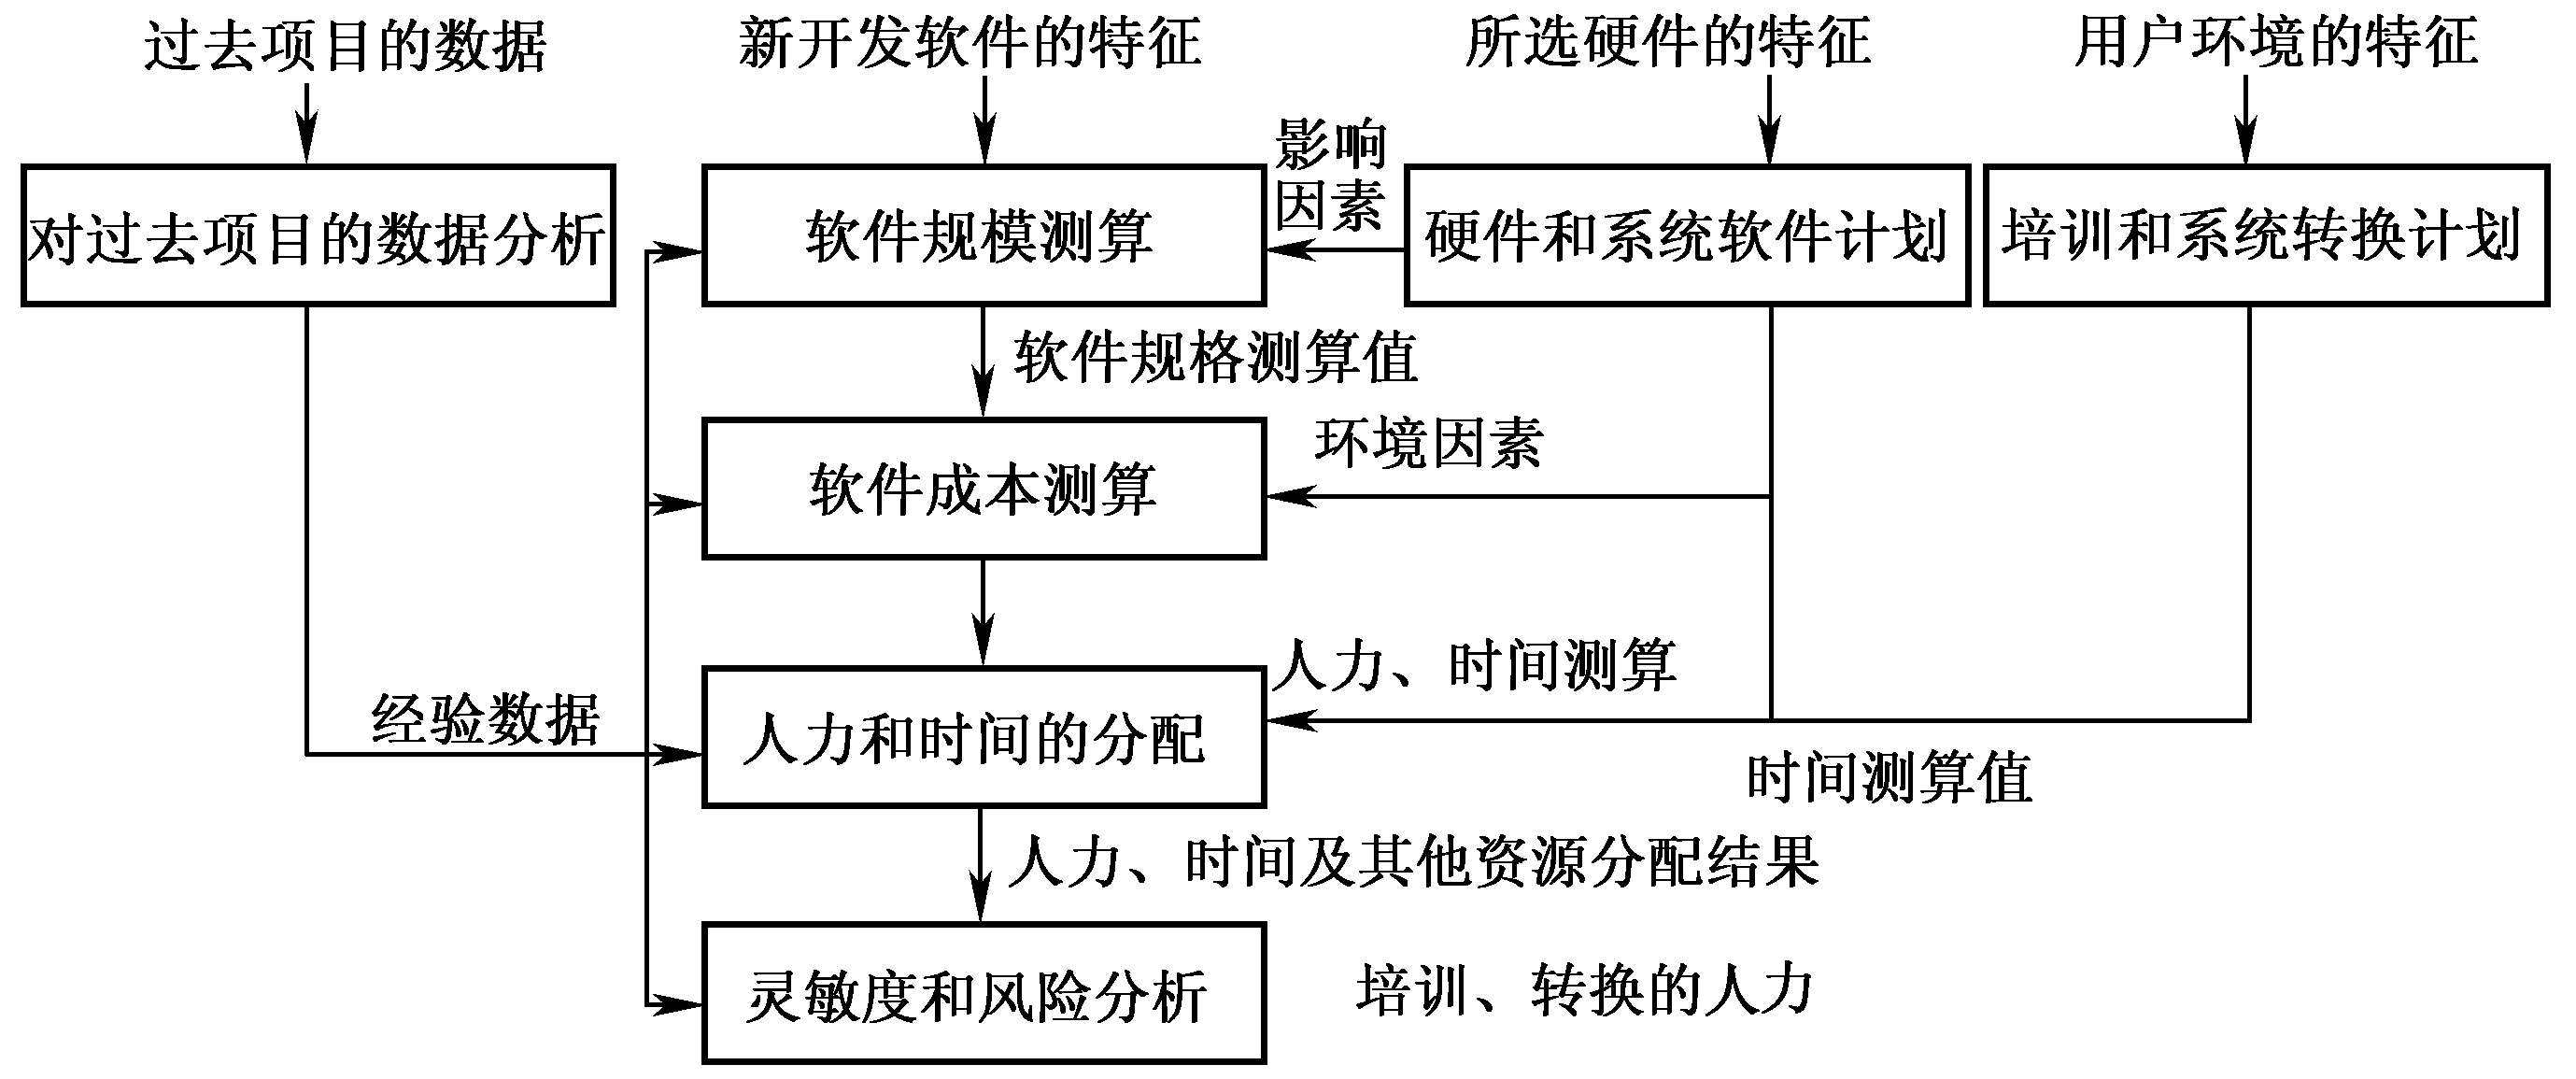 过去项目的数据
新开发软件的特征
所选硬件的特征
用户环境的特征
影响
因素
对过去项目的数据分析
软件规模测算
硬件和系统软件计划
培训和系统转换计划
软件规格测算值
环境因素
软件成本测算
人力、时间测算
经验数据
人力和时间的分配
时间测算值
人力、时间及其他资源分配结果
灵敏度和风险分析
培训、转换的人力